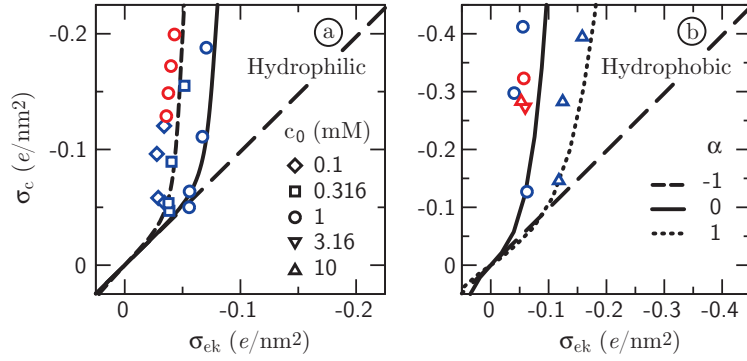 a
Hydrophilic
c0 (mM)
0.1
0.316
1
3.16
10
-0.2
-0.1
0
σc (e/nm2)
0
-0.1
-0.2
σek (e/nm2)
b
Hydrophobic
α
-1
0
1
-0.4
-0.3
-0.2
-0.1
0
0
-0.1
-0.2
-0.3
-0.4
σek (e/nm2)